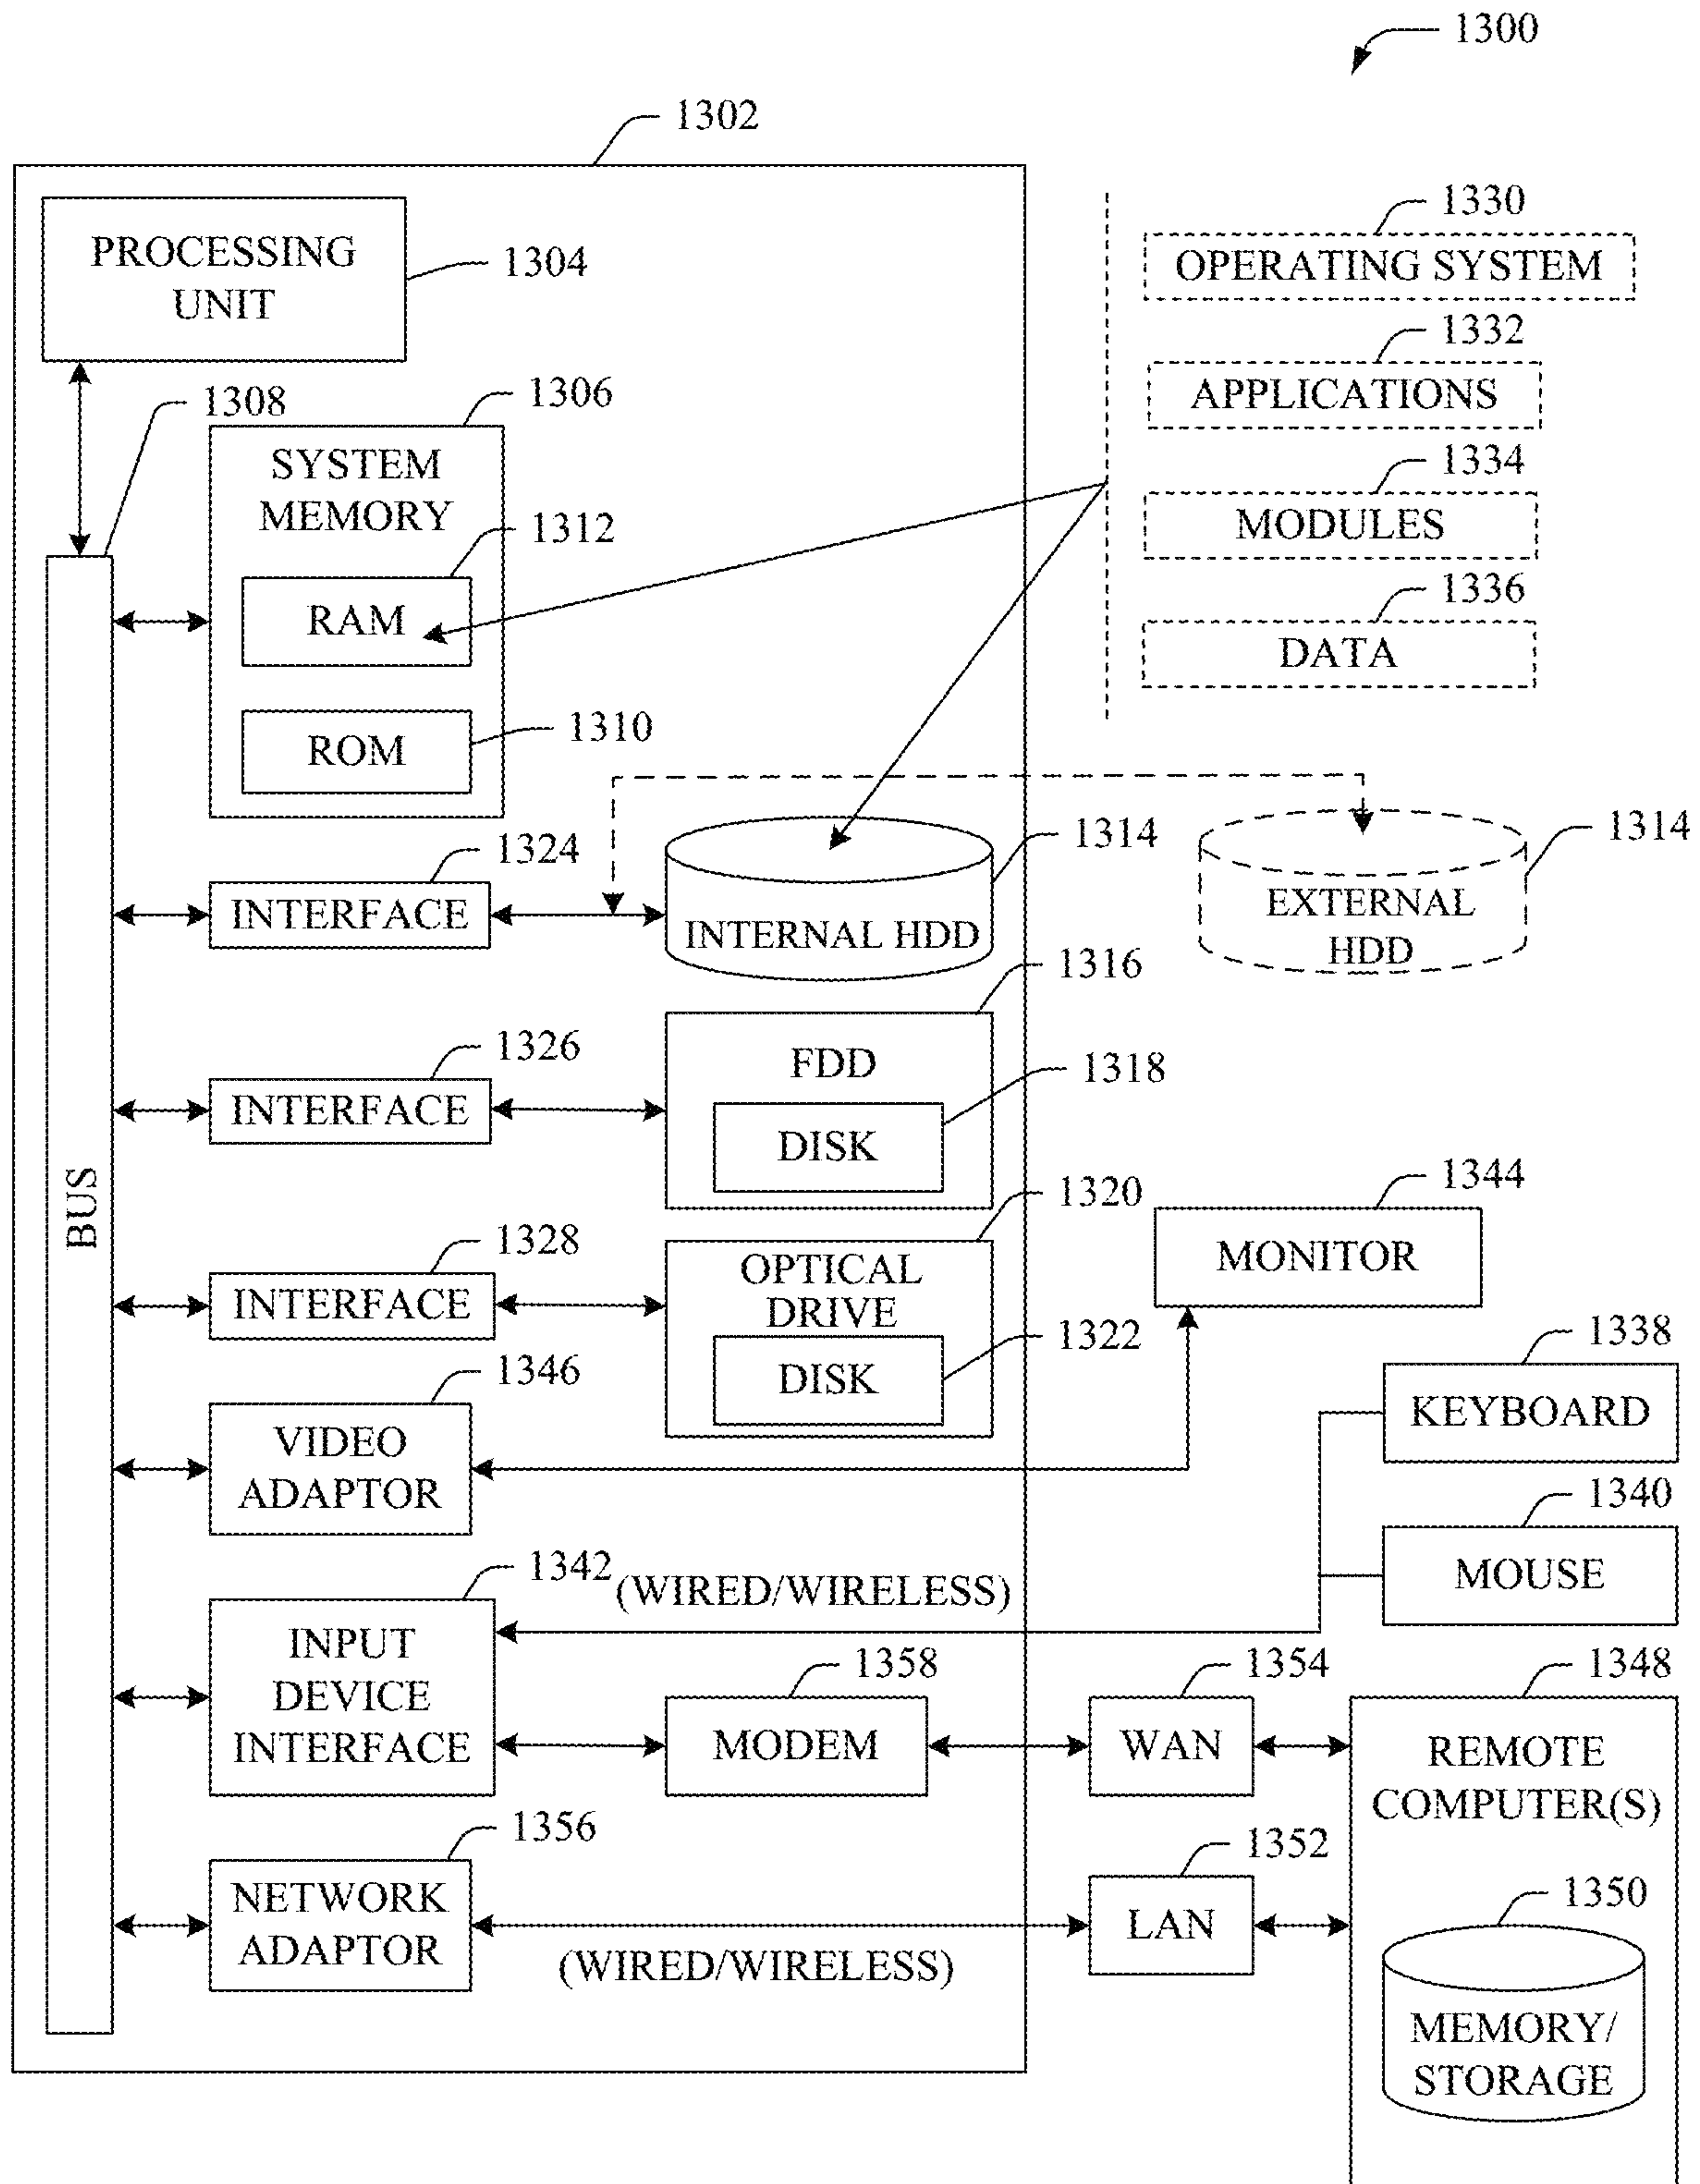 1300
1302
PROCESSING
UNIT
1304
1330
OPERATING SYSTEM
1332
APPLICATIONS
1334
MODULES
1336
DATA
1308
1306
SYSTEM
MEMORY
1312
RAM
1310
ROM
BUS
1324
INTERFACE
1314
INTERNAL HDD
1314
EXTERNAL
HDD
1326
INTERFACE
1316
FDD
1318
DISK
1328
INTERFACE
1320
OPTICAL
DRIVE
1322
DISK
1344
MONITOR
1346
VIDEO
ADAPTOR
1338
KEYBOARD
1340
MOUSE
1342
(WIRED/WIRELESS)
INPUT
DEVICE
INTERFACE
1358
MODEM
1354
WAN
1348
REMOTE
COMPUTER(S)
1356
NETWORK
ADAPTOR
(WIRED/WIRELESS)
1352
LAN
1350
MEMORY/
STORAGE